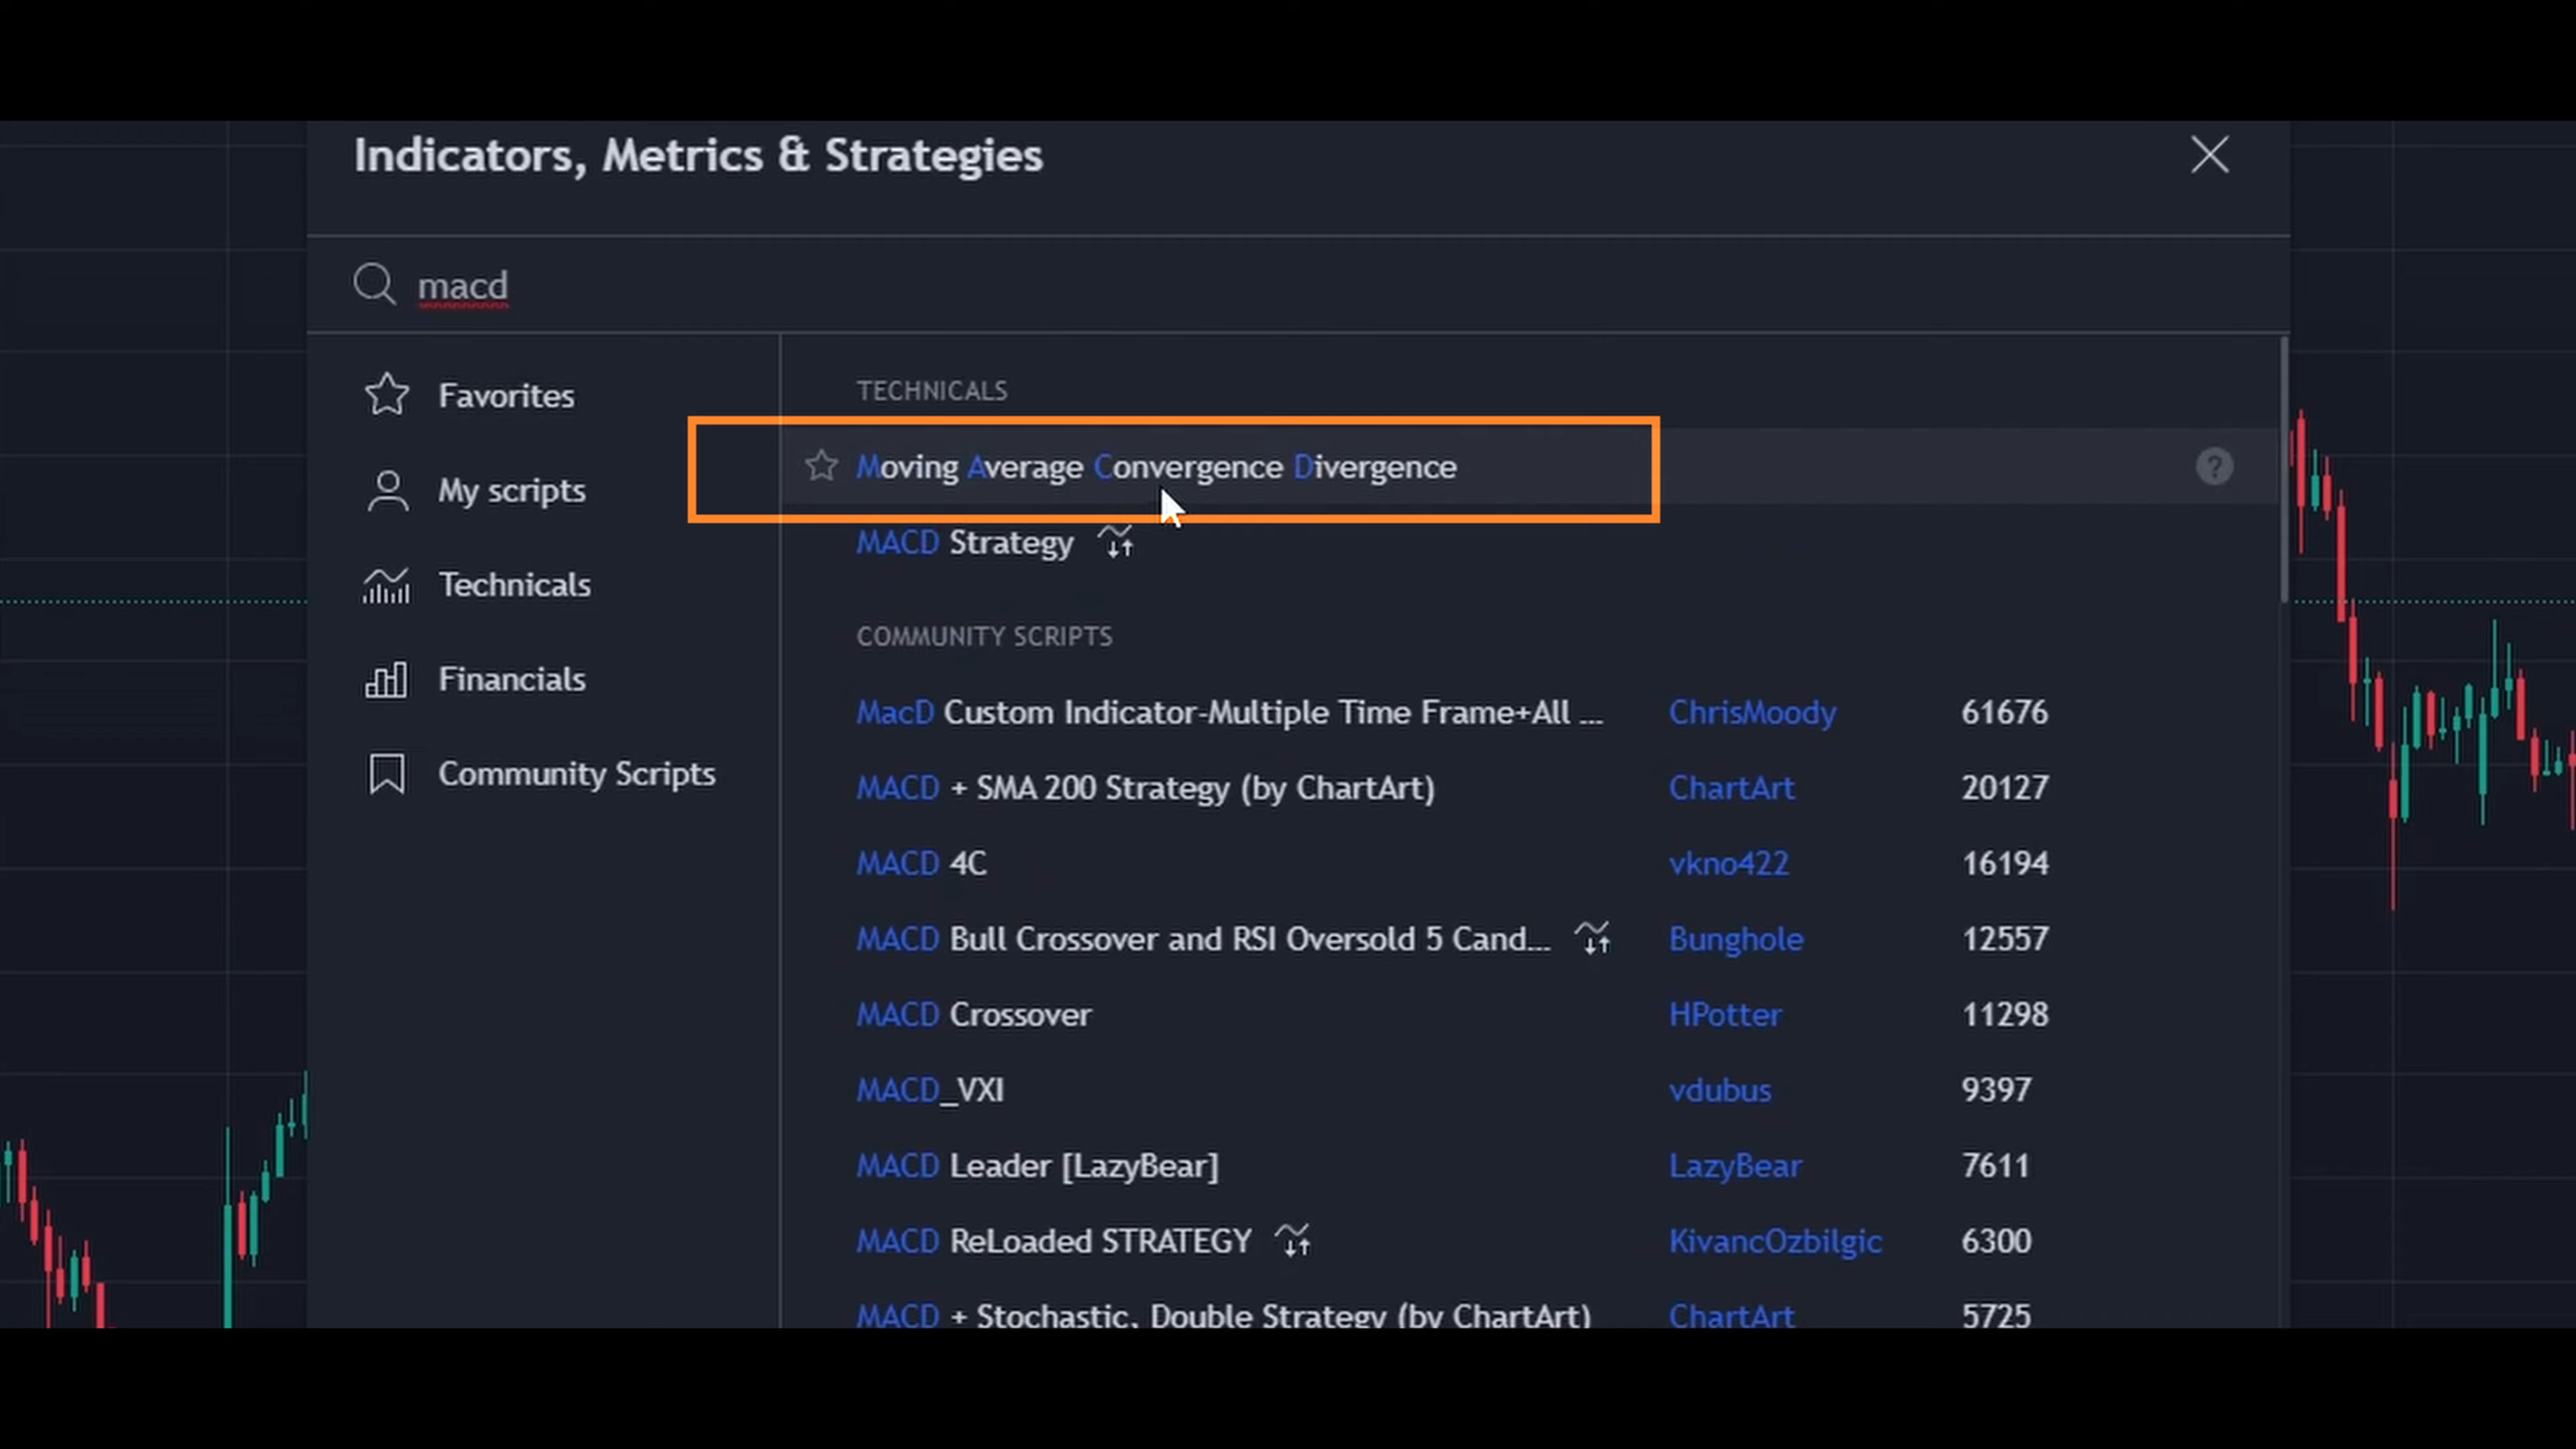 Indicators, Metrics & Strategies
macd
Favorites
My scripts
Technicals
Financials
Community Scripts
TECHNICALS
Moving Average Convergence Divergence
MACD Strategy
COMMUNITY SCRIPTS
MacD Custom Indicator-Multiple Time Frame+All ... ChrisMoody 61676
MACD + SMA 200 Strategy (by ChartArt) ChartArt 20127
MACD 4C vkno422 16194
MACD Bull Crossover and RSI Oversold 5 Cand... Bunghole 12557
MACD Crossover HPotter 11298
MACD_VXI vdubus 9397
MACD Leader [LazyBear] LazyBear 7611
MACD ReLoaded STRATEGY KivancOzbilgic 6300
MACD + Stochastic, Double Strategy (by ChartArt) ChartArt 5725